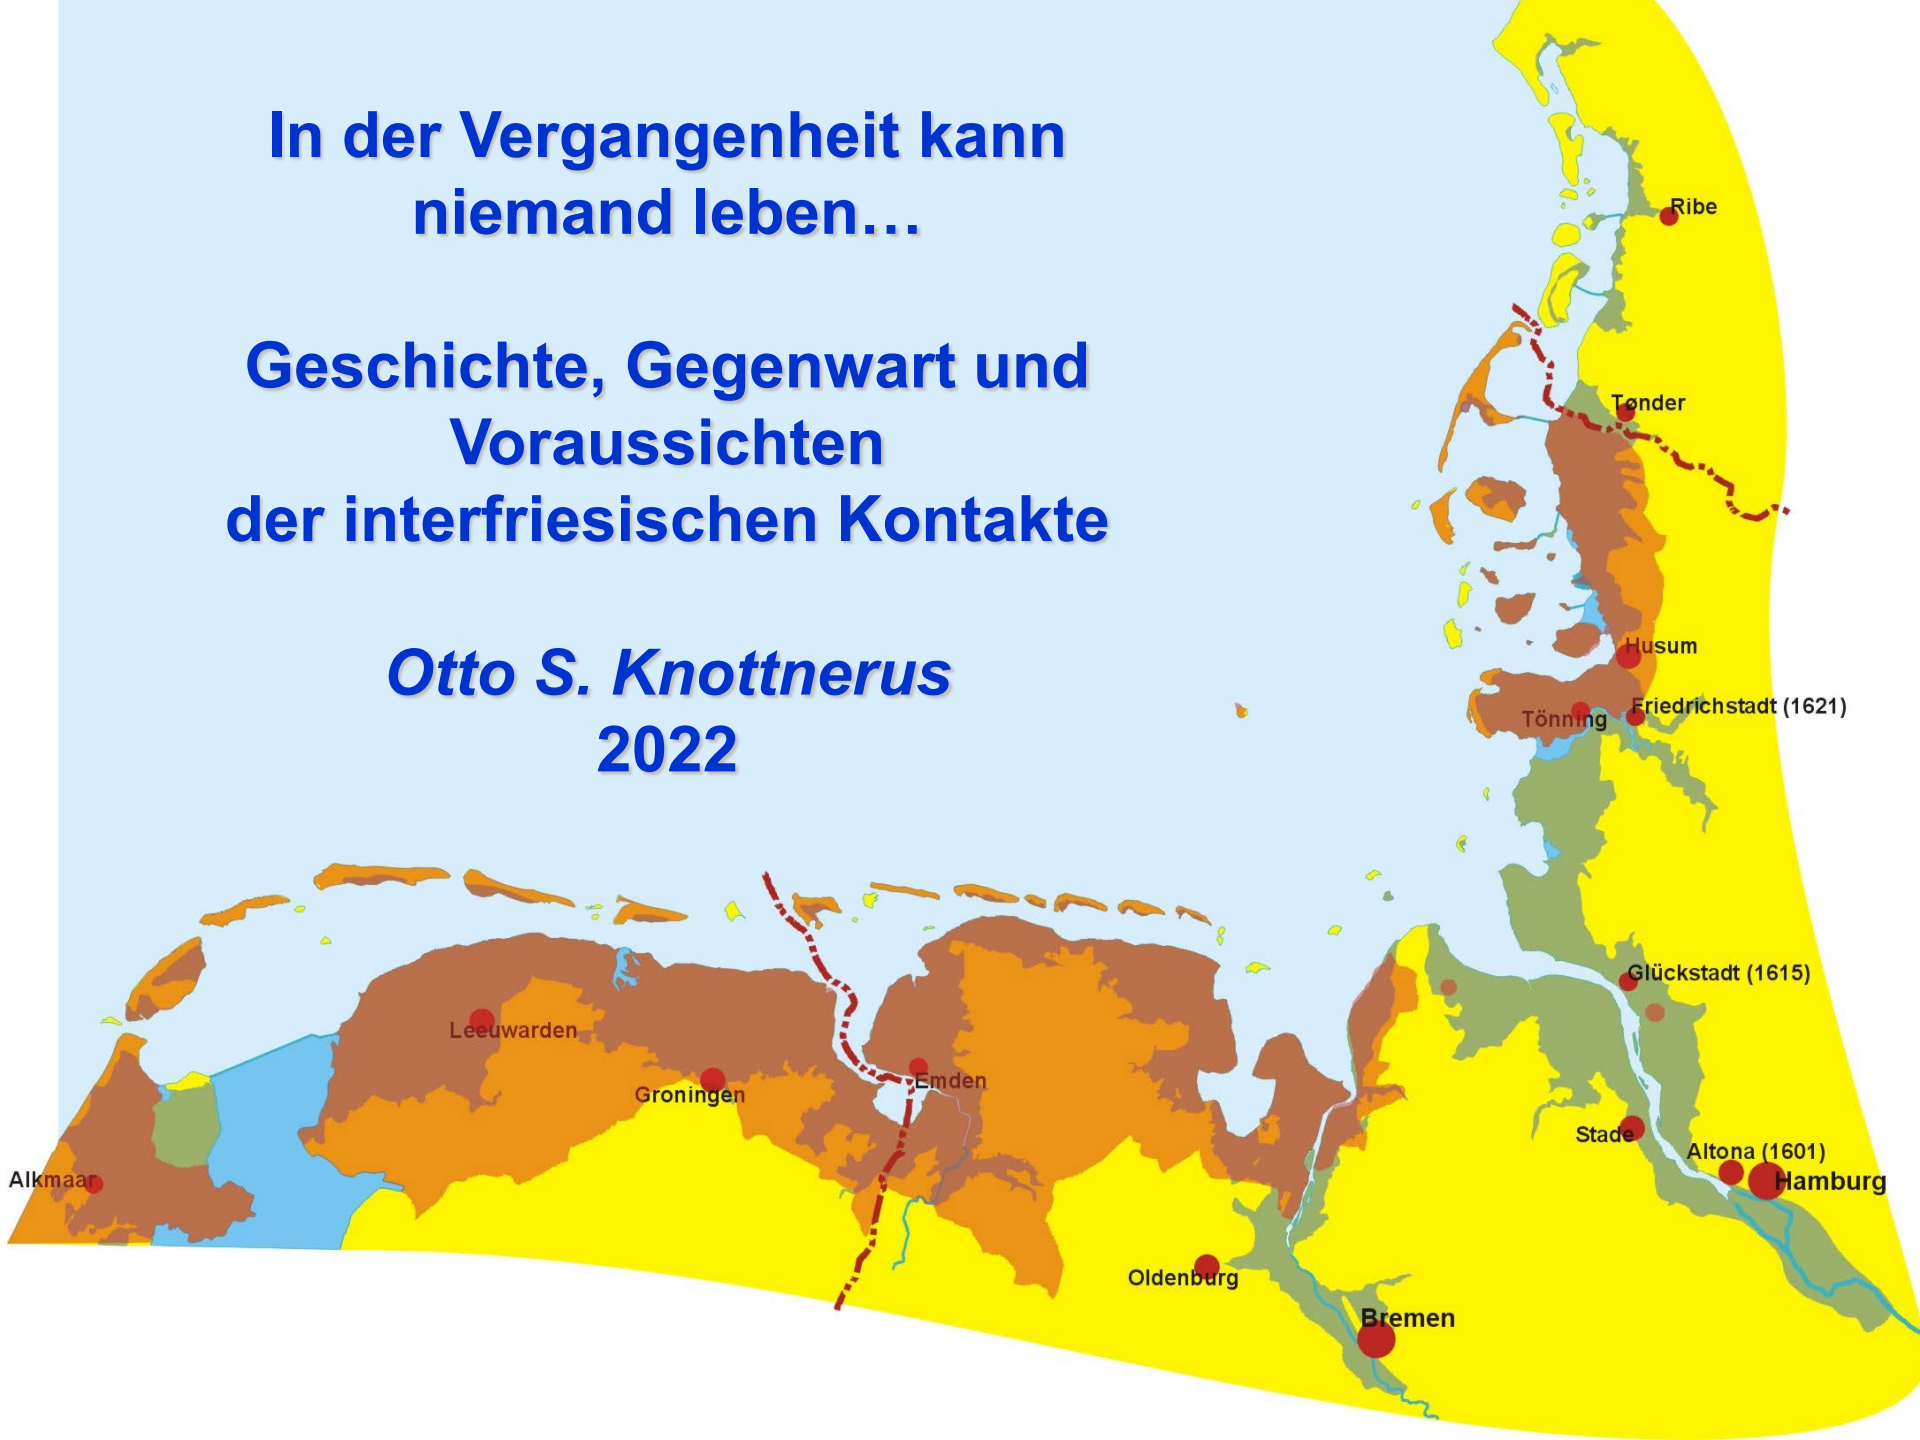 In der Vergangenheit kann
niemand leben…
Geschichte, Gegenwart und
Voraussichten
der interfriesischen Kontakte
Otto S. Knottnerus
2022
Ribe
Tønder
Husum
Friedrichstadt (1621)
Tönning
Glückstadt (1615)
Leeuwarden
Emden
Groningen
Stade
Altona (1601)
Alkmaar
Hamburg
Oldenburg
Bremen